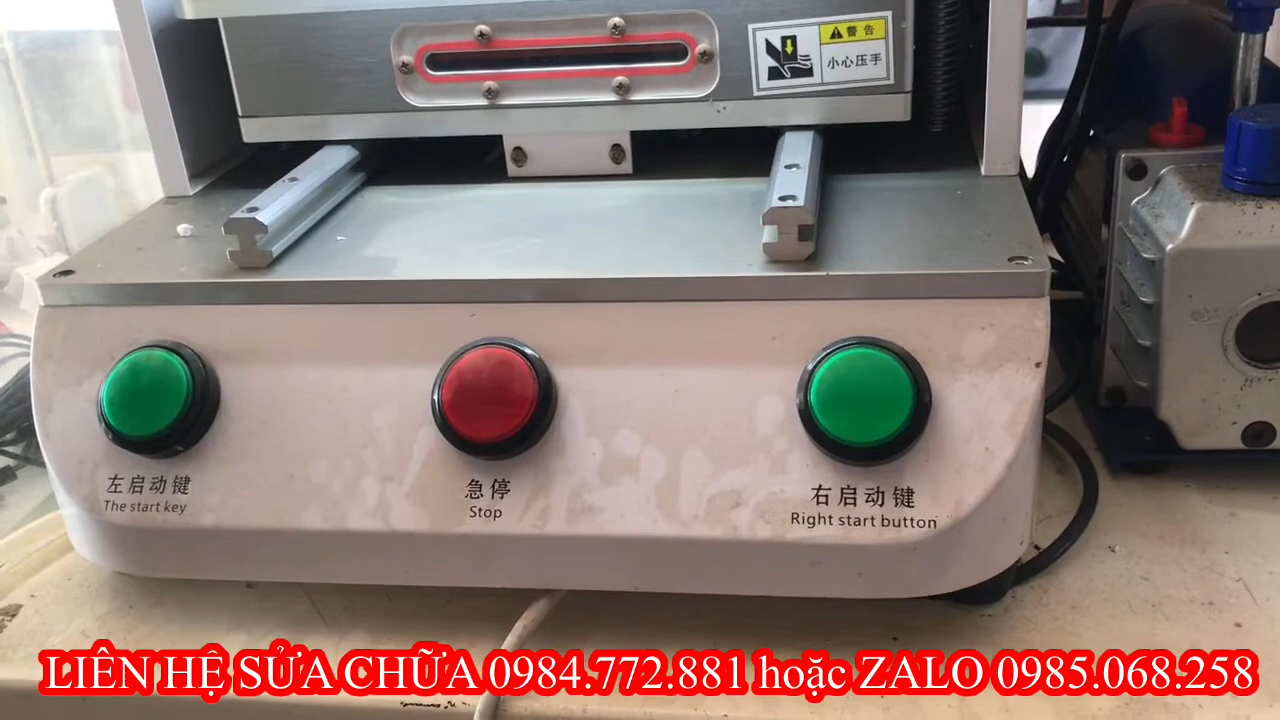 警告
小心压手
左启动键
The start key
急停
Stop
右启动键
Right start button
LIÊN HỆ SỬA CHỮA 0984.772.881 hoặc ZALO 0985.068.258